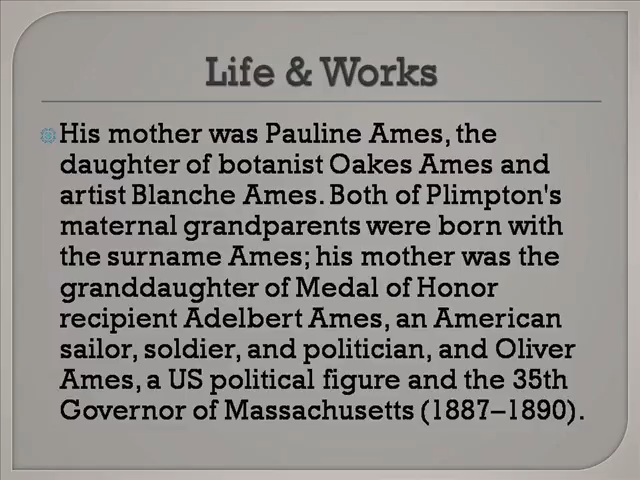 Life & Works
His mother was Pauline Ames, the
daughter of botanist Oakes Ames and
artist Blanche Ames. Both of Plimpton's
maternal grandparents were born with
the surname Ames; his mother was the
granddaughter of Medal of Honor
recipient Adelbert Ames, an American
sailor, soldier, and politician, and Oliver
Ames, a US political figure and the 35th
Governor of Massachusetts (1887–1890).